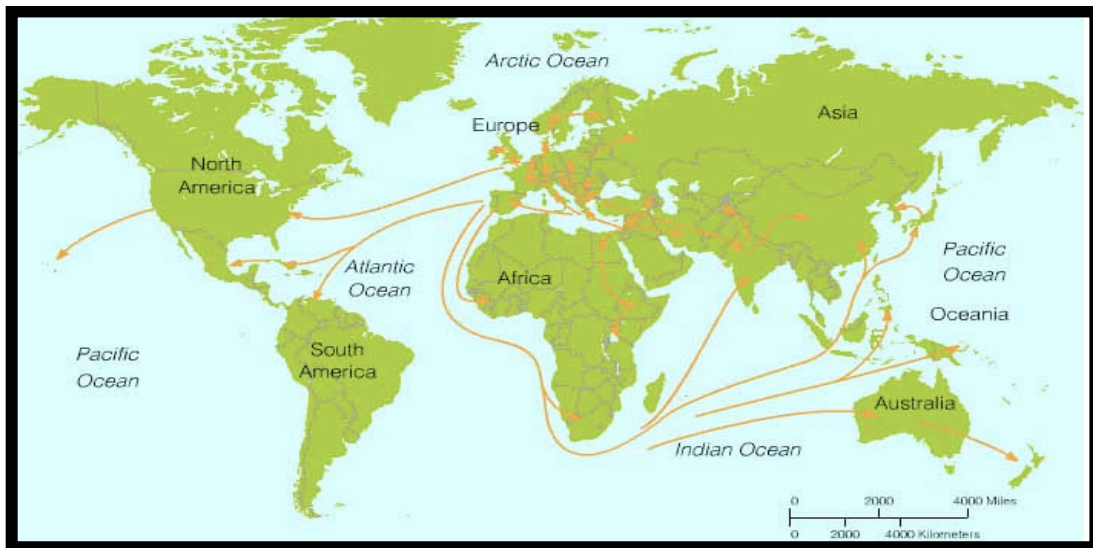 Arctic Ocean
Europe
Asia
North
America
Atlantic
Ocean
Africa
Pacific
Ocean
Oceania
Pacific
Ocean
South
America
Australia
Indian Ocean
0 2000 4000 Miles
0 2000 4000 Kilometers